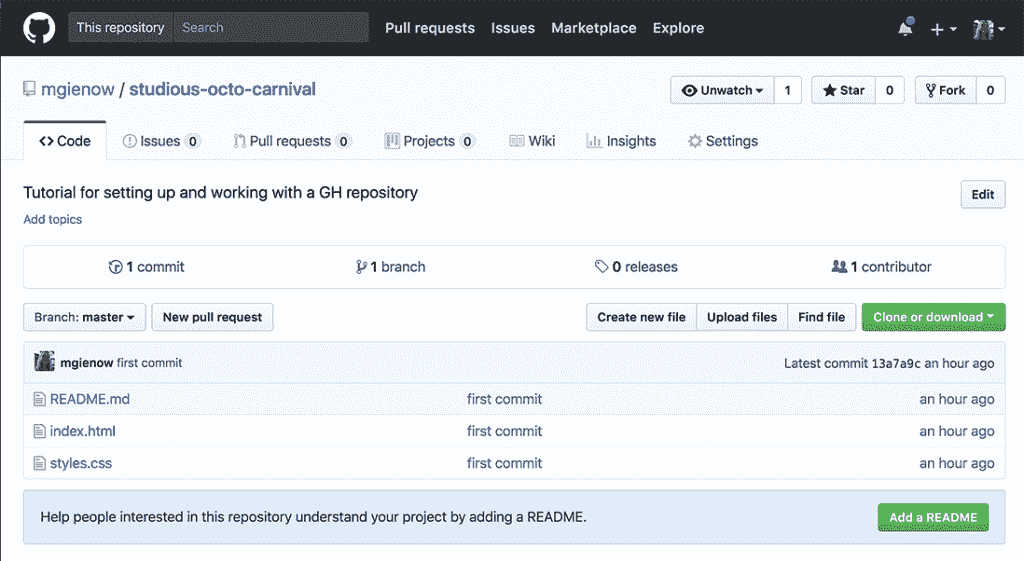 This repository Search Pull requests Issues Marketplace Explore
mgienow / studious-octo-carnival Unwatch 1 Star 0 Fork 0
Code Issues 0 Pull requests 0 Projects 0 Wiki Insights Settings
Tutorial for setting up and working with a GH repository Edit
Add topics
1 commit 1 branch 0 releases 1 contributor
Branch: master New pull request Create new file Upload files Find file Clone or download
mgienow first commit Latest commit 13a7a9c an hour ago
README.md first commit an hour ago
index.html first commit an hour ago
styles.css first commit an hour ago
Help people interested in this repository understand your project by adding a README. Add a README